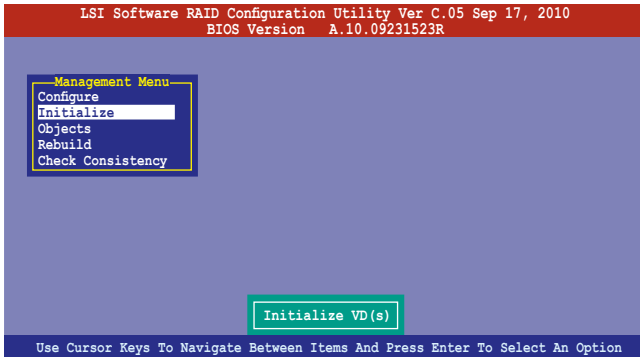 LSI Software RAID Configuration Utility Ver C.05 Sep 17, 2010
BIOS Version A.10.09231523R
Management Menu
Configure
Initialize
Objects
Rebuild
Check Consistency
Initialize VD(s)
Use Cursor Keys To Navigate Between Items And Press Enter To Select An Option